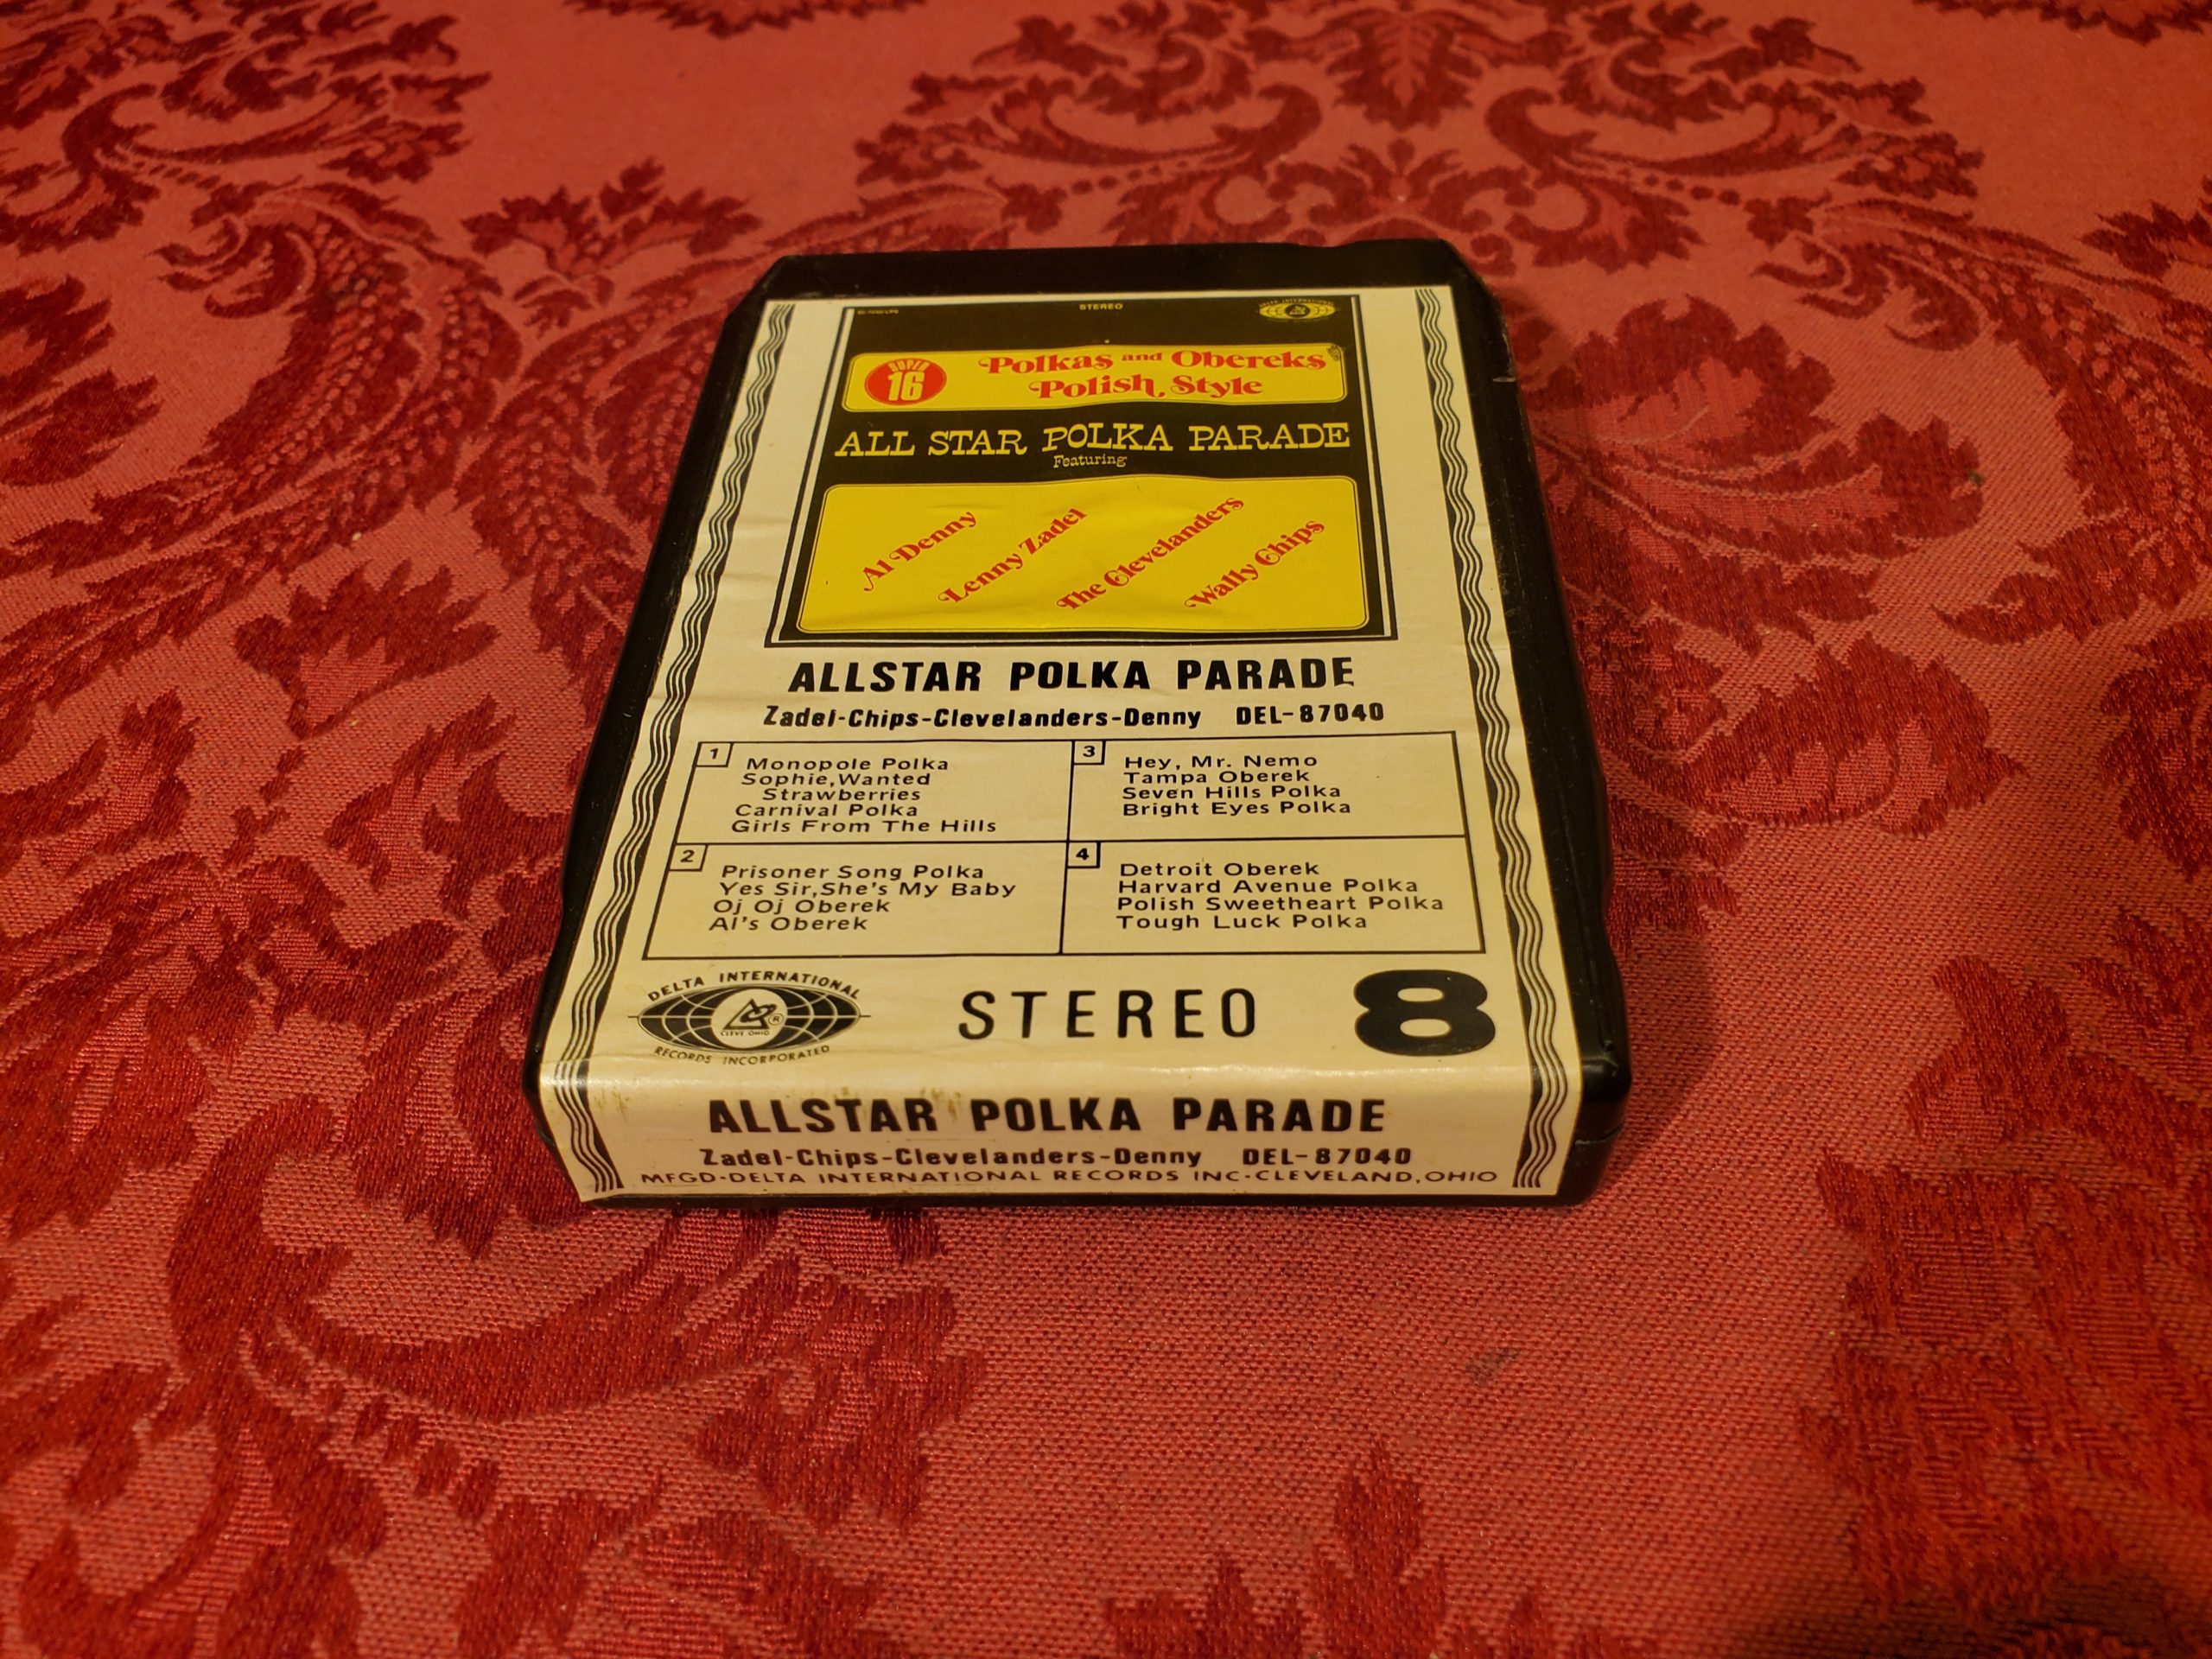 STEREO
SUPER
16
Polkas and Obereks
Polish Style
ALL STAR POLKA PARADE
Featuring
Al Denny
Lenny Zadel
The Clevelanders
Wally Chips
ALLSTAR POLKA PARADE
Zadel-Chips-Clevelanders-Denny DEL-87040
1
Monopole Polka
Sophie,Wanted
Strawberries
Carnival Polka
Girls From The Hills
2
Prisoner Song Polka
Yes Sir,She's My Baby
Oj Oj Oberek
Al's Oberek
3
Hey, Mr. Nemo
Tampa Oberek
Seven Hills Polka
Bright Eyes Polka
4
Detroit Oberek
Harvard Avenue Polka
Polish Sweetheart Polka
Tough Luck Polka
DELTA INTERNATIONAL
®
CLEVE OHIO
RECORDS INCORPORATED
STEREO 8
ALLSTAR POLKA PARADE
Zadel-Chips-Clevelanders-Denny DEL-87040
MFGD-DELTA INTERNATIONAL RECORDS INC-CLEVELAND,OHIO